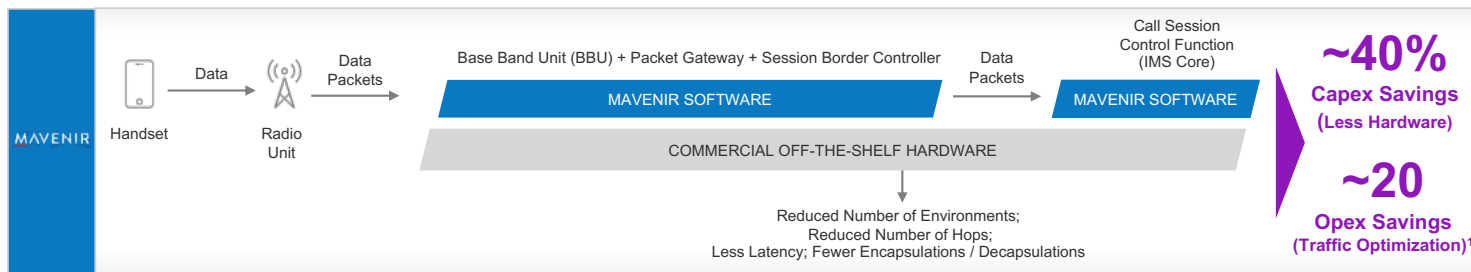 MAVENIR
Handset
Data
Radio
Unit
Data
Packets
Base Band Unit (BBU) + Packet Gateway + Session Border Controller
MAVENIR SOFTWARE
Data
Packets
Call Session
Control Function
(IMS Core)
MAVENIR SOFTWARE
COMMERCIAL OFF-THE-SHELF HARDWARE
Reduced Number of Environments;
Reduced Number of Hops;
Less Latency; Fewer Encapsulations / Decapsulations
~40%
Capex Savings
(Less Hardware)
~20
Opex Savings
(Traffic Optimization)¹